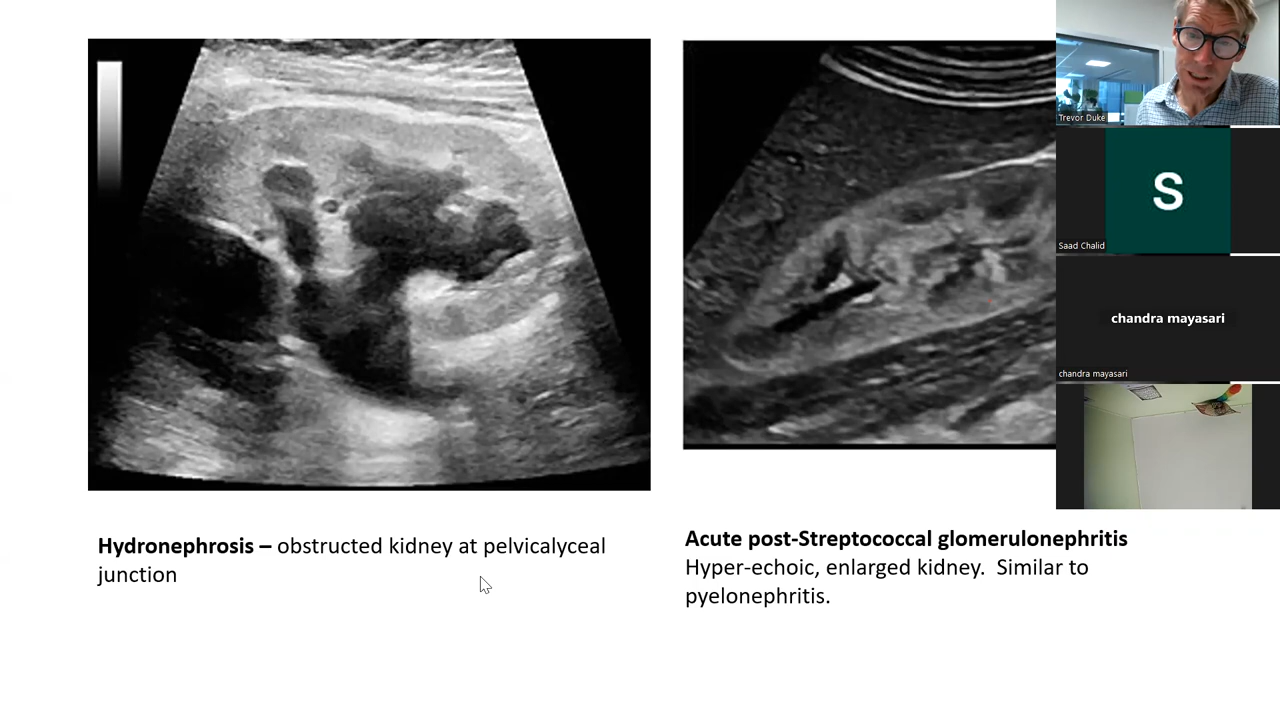 Hydronephrosis – obstructed kidney at pelvicalyceal
junction
Acute post-Streptococcal glomerulonephritis
Hyper-echoic, enlarged kidney.  Similar to
pyelonephritis.
Trevor Duke
S
Saad Chalid
chandra mayasari
chandra mayasari